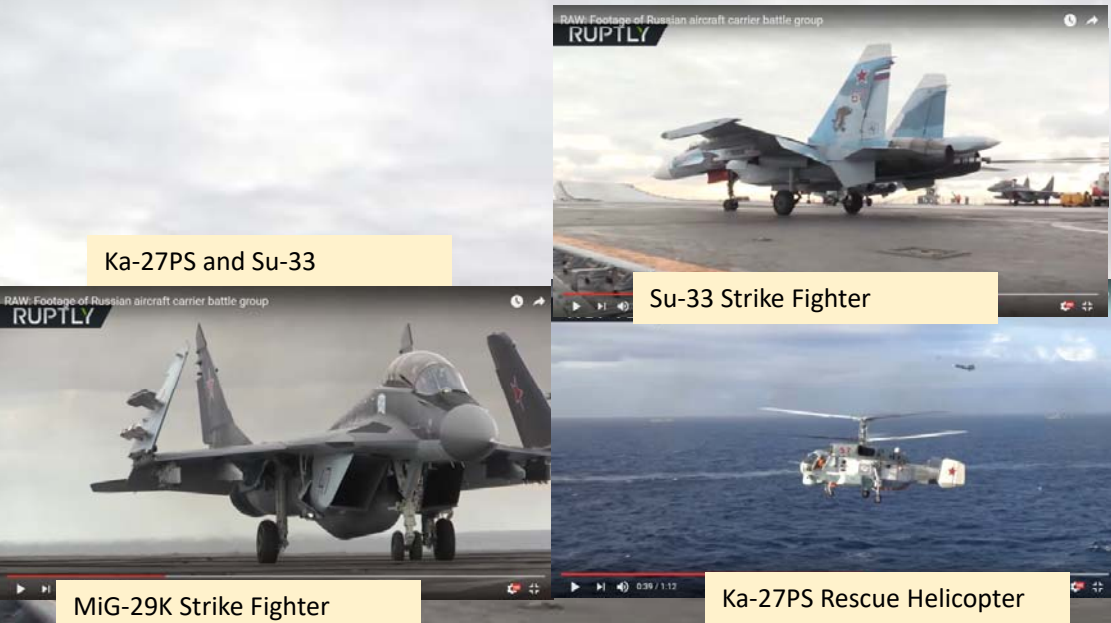 Ka-27PS and Su-33
RAW: Footage of Russian aircraft carrier battle group
RUPTLY
Su-33 Strike Fighter
RAW: Footage of Russian aircraft carrier battle group
RUPTLY
MiG-29K Strike Fighter
0:39 / 1:12
Ka-27PS Rescue Helicopter